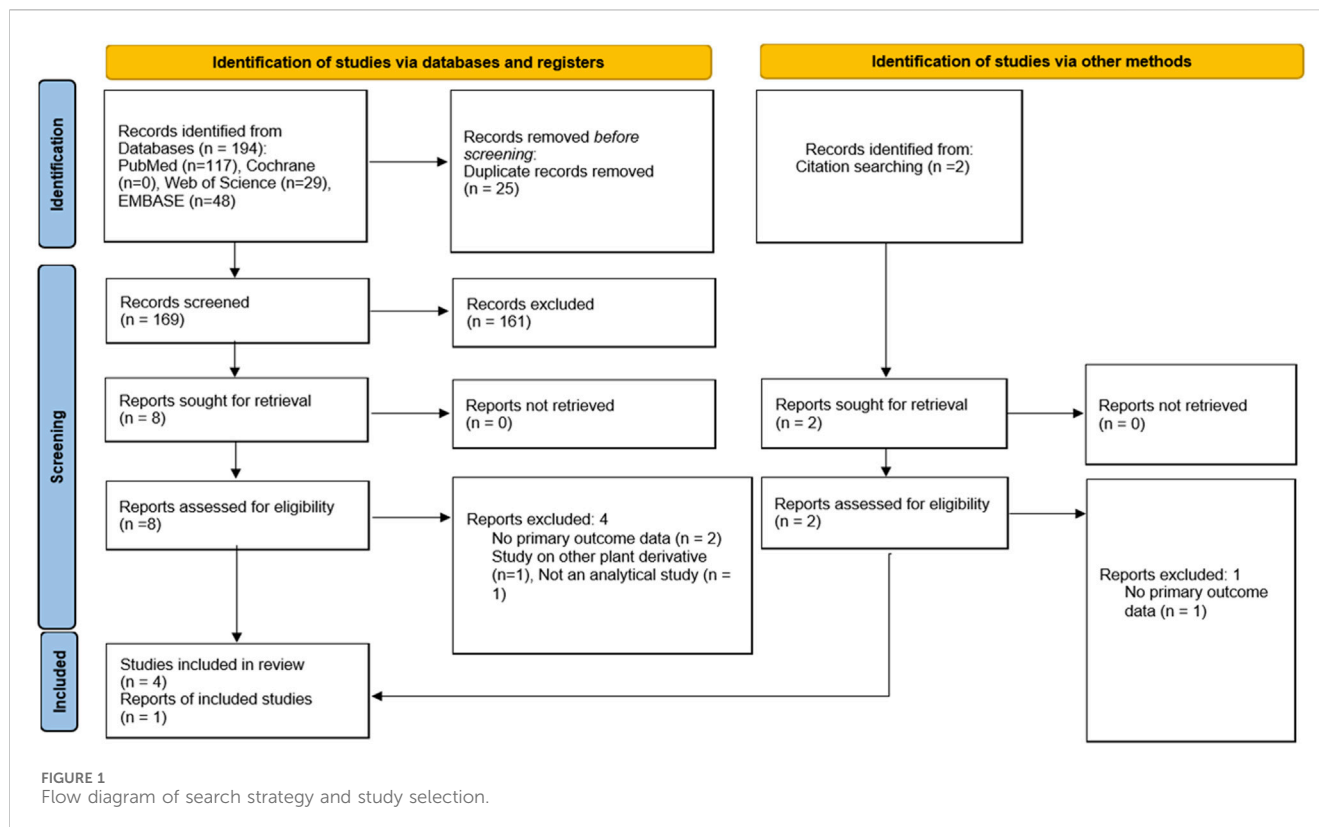 Identification of studies via databases and registers
Identification of studies via other methods
Identification
Records identified from
Databases (n = 194):
PubMed (n=117), Cochrane
(n=0), Web of Science (n=29),
EMBASE (n=48)
Records removed before
screening:
Duplicate records removed
(n = 25)
Records identified from:
Citation searching (n =2)
Screening
Records screened
(n = 169)
Records excluded
(n = 161)
Reports sought for retrieval
(n = 8)
Reports not retrieved
(n = 0)
Reports sought for retrieval
(n = 2)
Reports not retrieved
(n = 0)
Reports assessed for eligibility
(n =8)
Reports excluded: 4
No primary outcome data (n = 2)
Study on other plant derivative
(n=1), Not an analytical study (n =
1)
Reports assessed for eligibility
(n = 2)
Reports excluded: 1
No primary outcome
data (n = 1)
Included
Studies included in review
(n = 4)
Reports of included studies
(n = 1)
FIGURE 1
Flow diagram of search strategy and study selection.